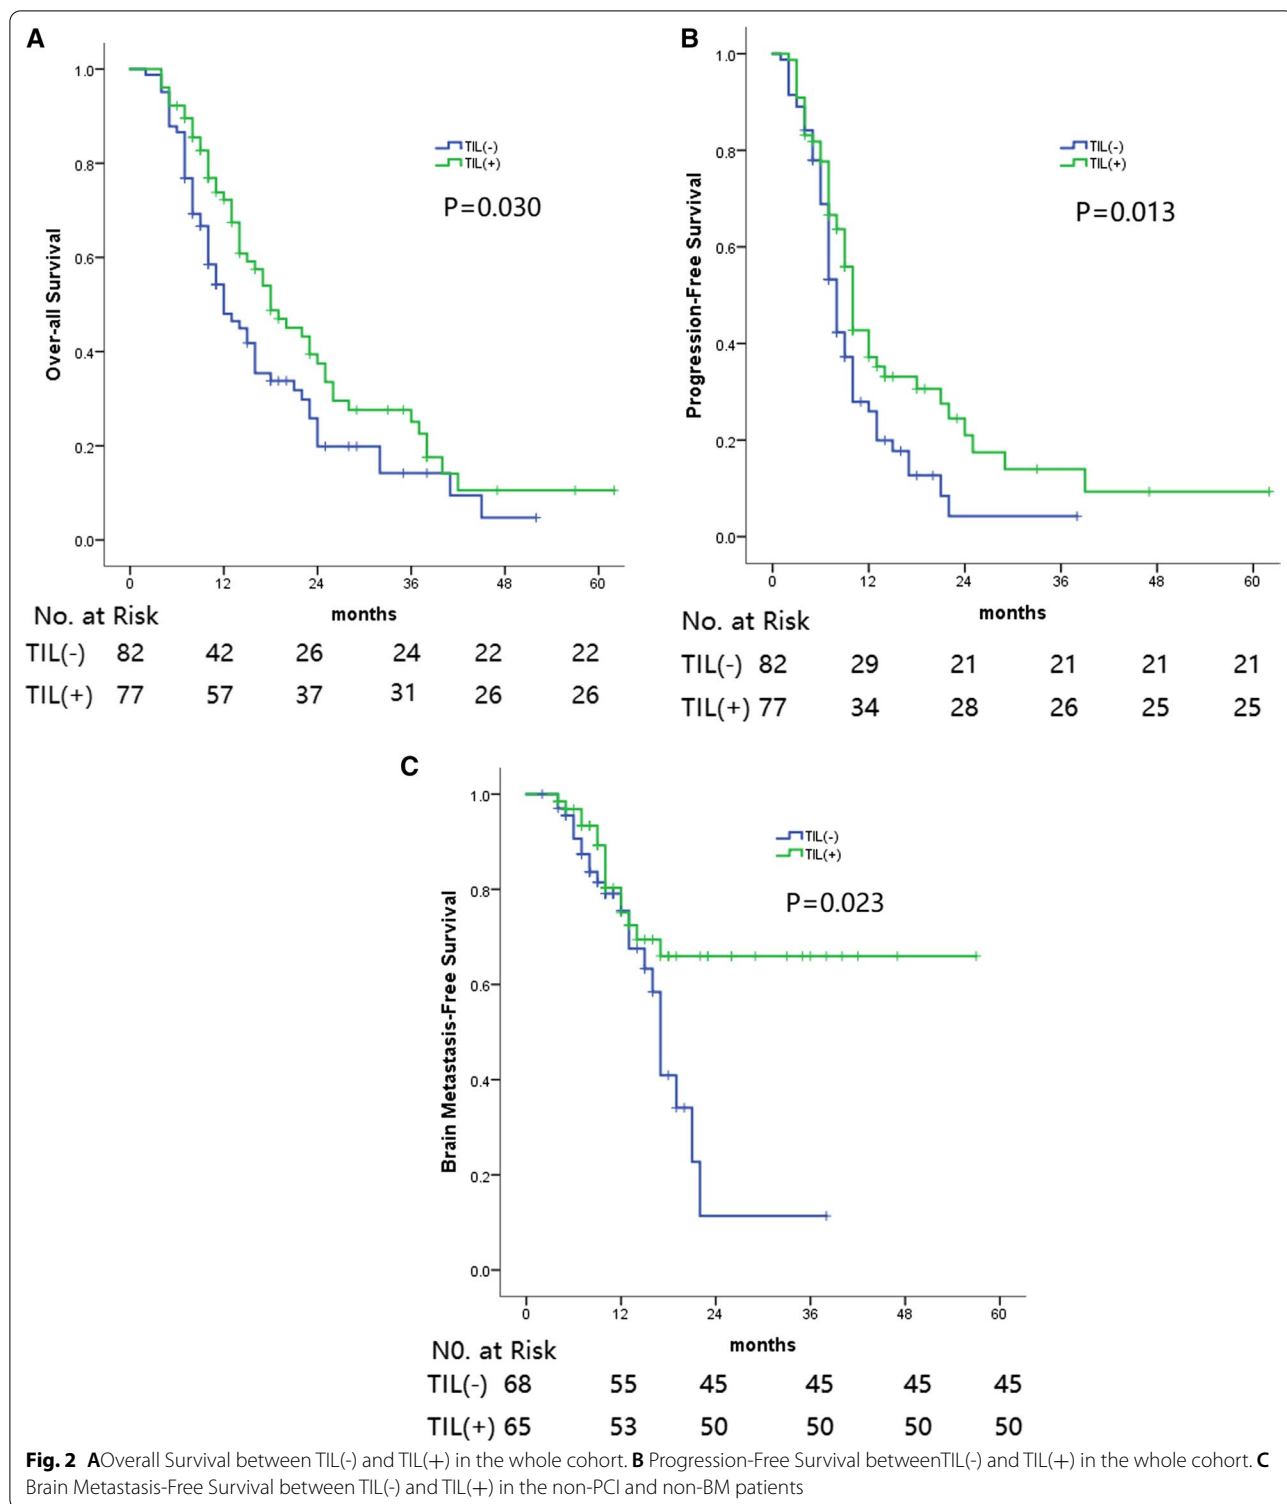 A
Over-all Survival
1.0
0.8
0.6
0.4
0.2
0.0
TIL(-)
TIL(+)
P=0.030
0 12 24 36 48 60
months
No. at Risk
TIL(-) 82 42 26 24 22 22
TIL(+) 77 57 37 31 26 26
B
Progression-Free Survival
1.0
0.8
0.6
0.4
0.2
0.0
TIL(-)
TIL(+)
P=0.013
0 12 24 36 48 60
months
No. at Risk
TIL(-) 82 29 21 21 21 21
TIL(+) 77 34 28 26 25 25
C
Brain Metastasis-Free Survival
1.0
0.8
0.6
0.4
0.2
0.0
TIL(-)
TIL(+)
P=0.023
0 12 24 36 48 60
months
N0. at Risk
TIL(-) 68 55 45 45 45 45
TIL(+) 65 53 50 50 50 50
Fig. 2 AOverall Survival between TIL(-) and TIL(+) in the whole cohort. B Progression-Free Survival betweenTIL(-) and TIL(+) in the whole cohort. C
Brain Metastasis-Free Survival between TIL(-) and TIL(+) in the non-PCI and non-BM patients